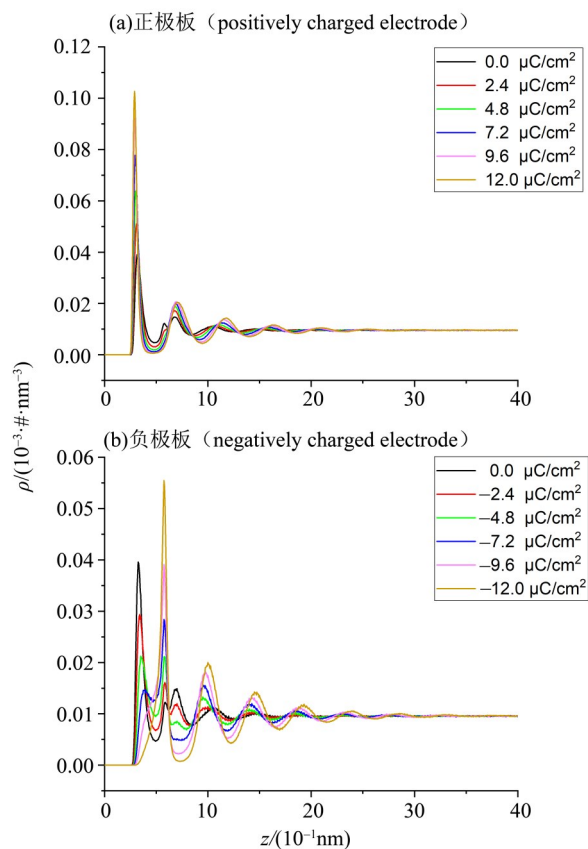 (a)正极板（positively charged electrode）
0.12
0.10
0.08
0.06
0.04
0.02
0.00
0.0 μC/cm²
2.4 μC/cm²
4.8 μC/cm²
7.2 μC/cm²
9.6 μC/cm²
12.0 μC/cm²
0 10 20 30 40
ρ/(10⁻³·#·nm⁻³)
(b)负极板（negatively charged electrode）
0.06
0.05
0.04
0.03
0.02
0.01
0.00
0.0 μC/cm²
−2.4 μC/cm²
−4.8 μC/cm²
−7.2 μC/cm²
−9.6 μC/cm²
−12.0 μC/cm²
0 10 20 30 40
z/(10⁻¹nm)